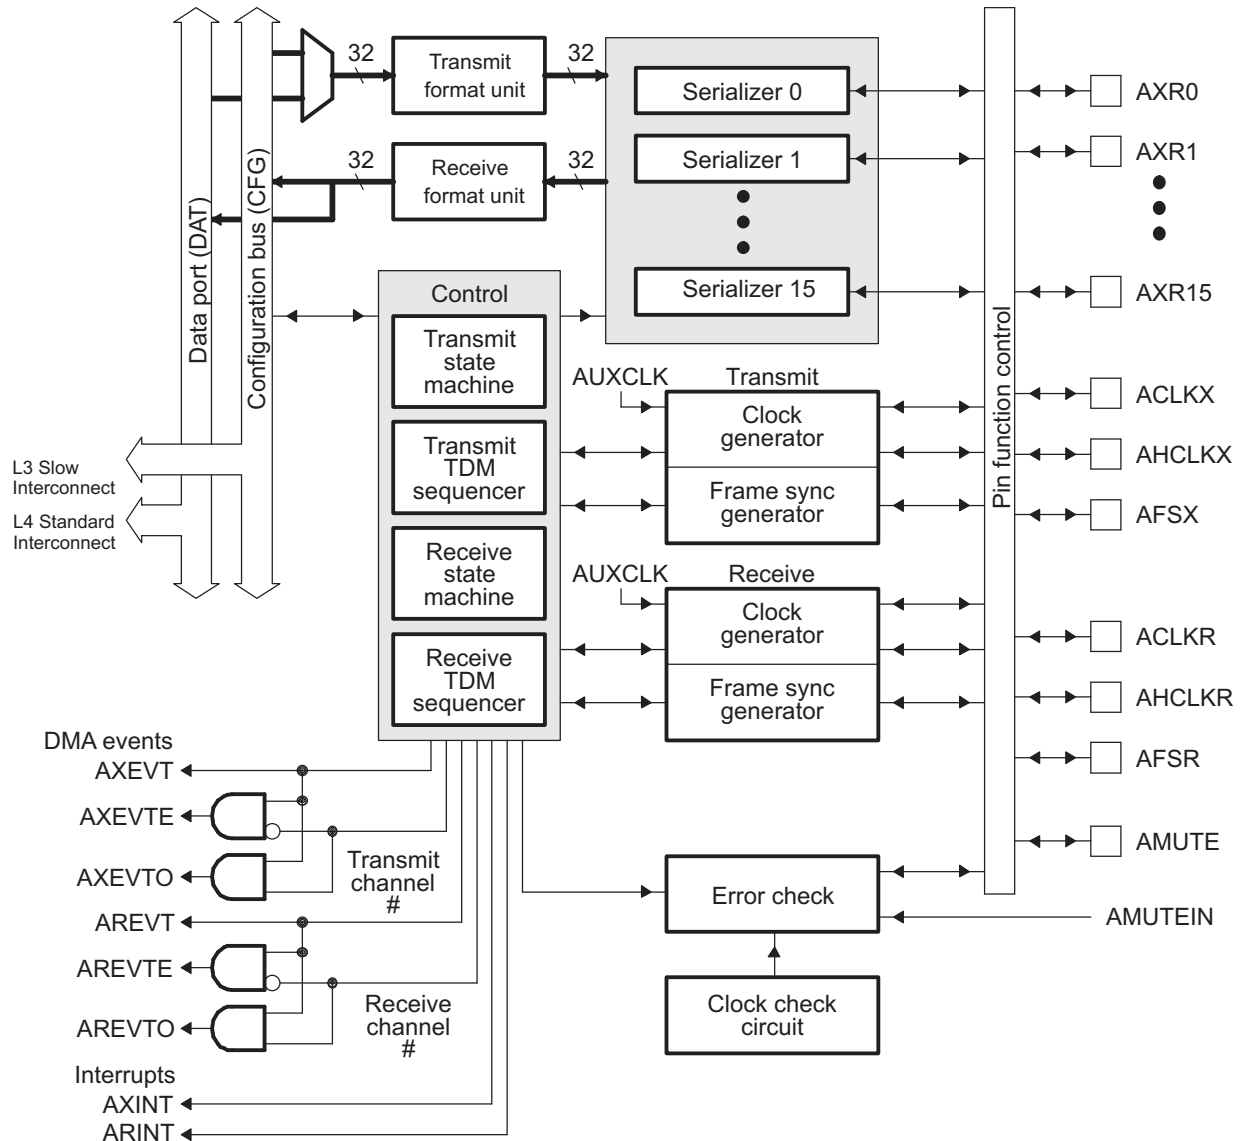 32
Transmit
format unit
32
Serializer 0
AXR0
Serializer 1
AXR1
32
Receive
format unit
32
Serializer 15
AXR15
Data port (DAT)
Configuration bus (CFG)
Control
Transmit
state
machine
Transmit
TDM
sequencer
Receive
state
machine
Receive
TDM
sequencer
L3 Slow
Interconnect
L4 Standard
Interconnect
AUXCLK
Transmit
Clock
generator
Frame sync
generator
AUXCLK
Receive
Clock
generator
Frame sync
generator
Pin function control
ACLKX
AHCLKX
AFSX
ACLKR
AHCLKR
AFSR
AMUTE
AMUTEIN
Error check
Clock check
circuit
DMA events
AXEVT
AXEVTE
AXEVTO
Transmit
channel
#
AREVT
AREVTE
AREVTO
Receive
channel
#
Interrupts
AXINT
ARINT